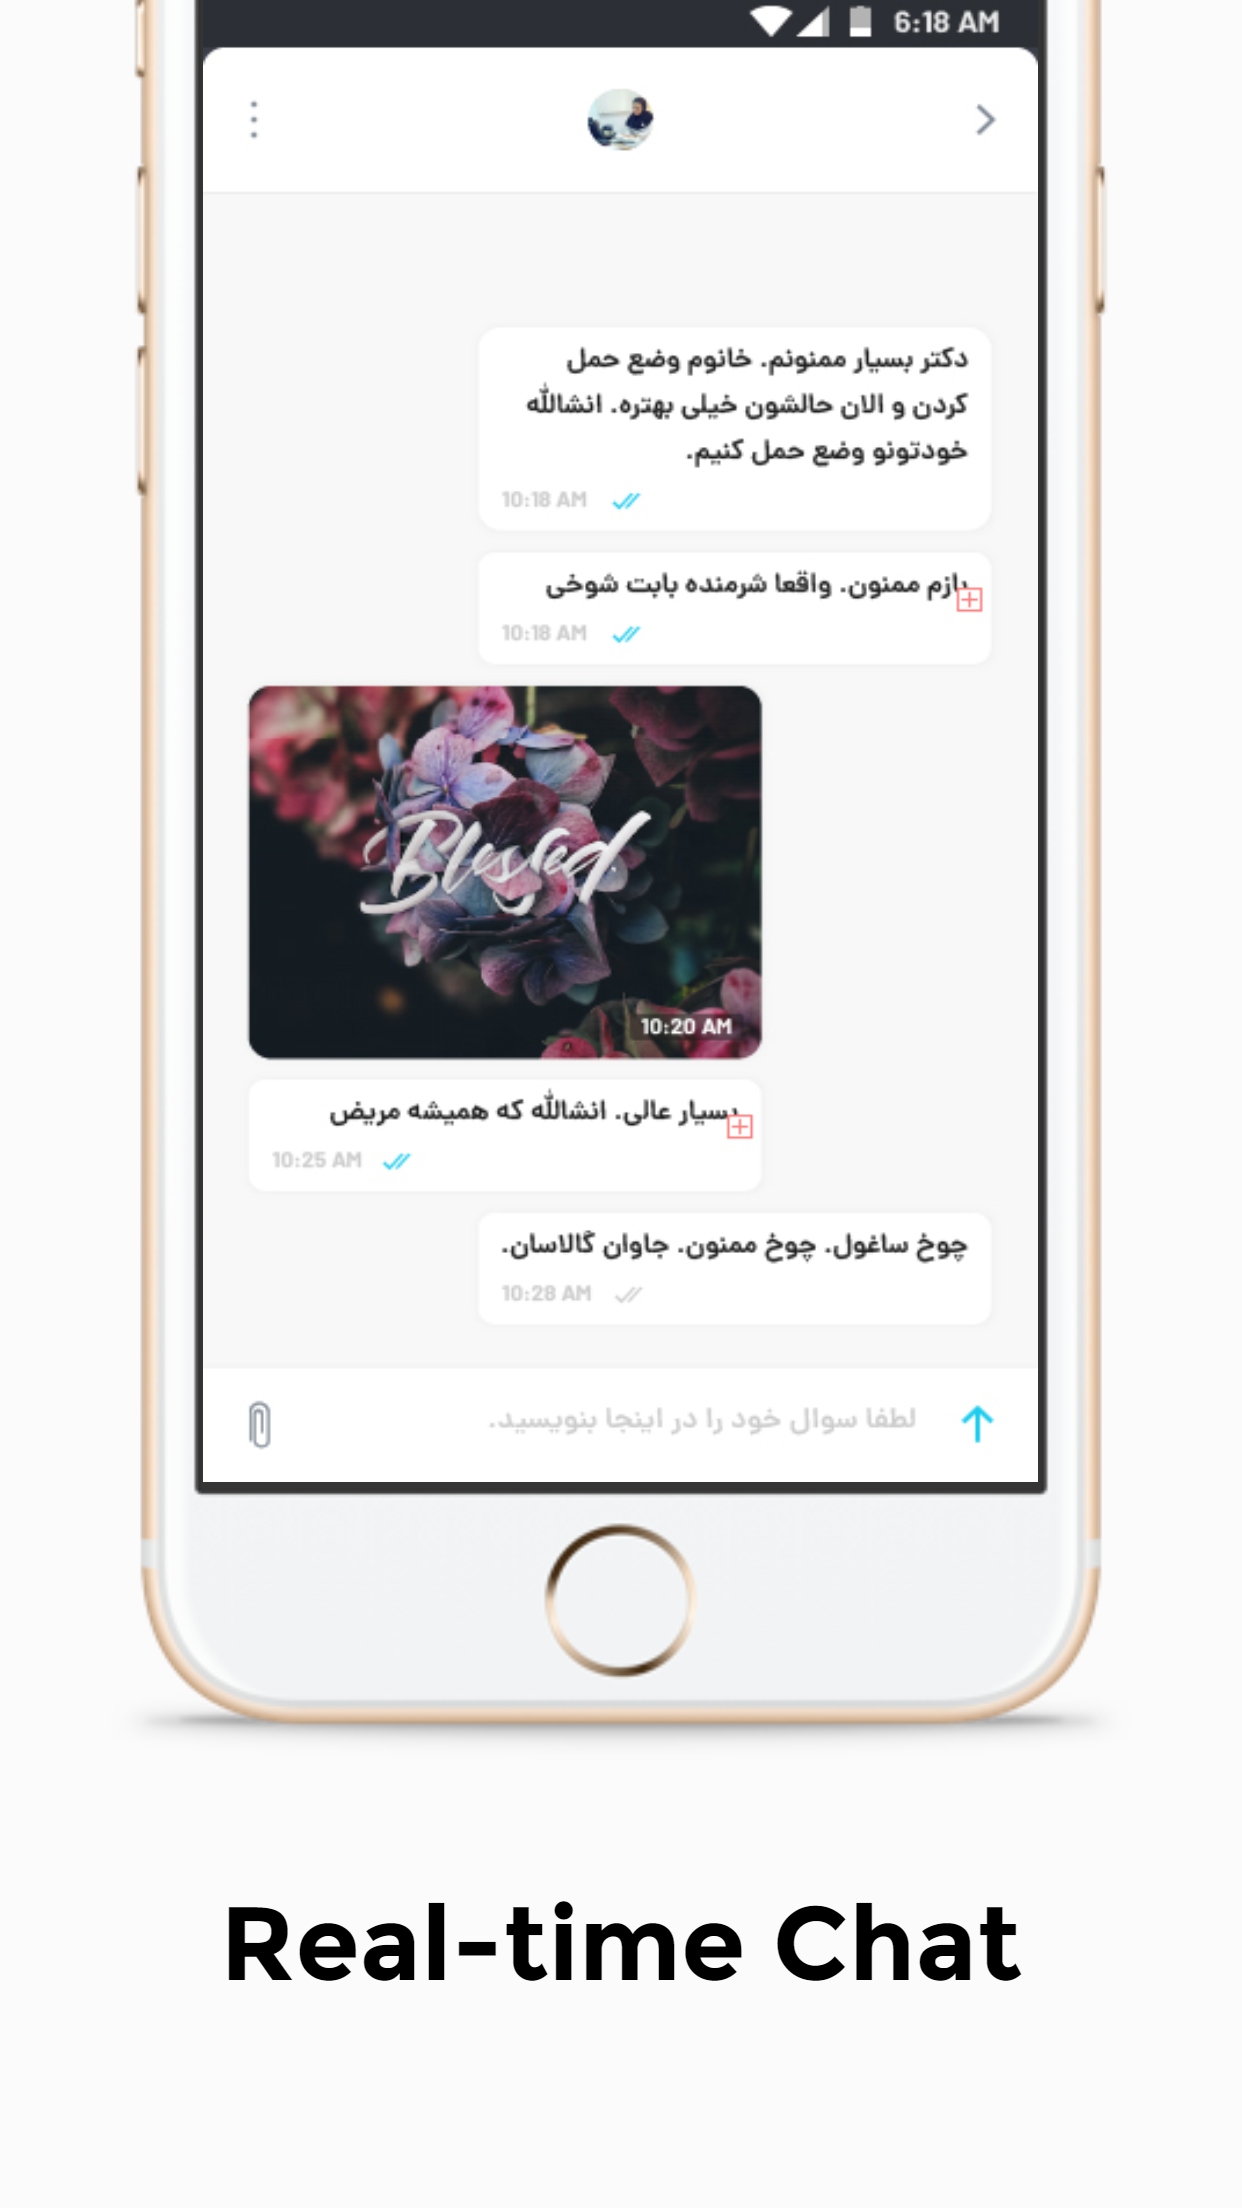 6:18 AM
دکتر بسیار ممنونم. خانوم وضع حمل
کردن و الان حالشون خیلی بهتره. انشالله
خودتونو وضع حمل کنیم.
10:18 AM
بازم ممنون. واقعا شرمنده بابت شوخی
10:18 AM
Blessed
10:20 AM
بسیار عالی. انشالله که همیشه مریض
10:25 AM
چوخ ساغول. چوخ ممنون. جاوان گالاسان.
10:28 AM
لطفا سوال خود را در اینجا بنویسید.
Real-time Chat